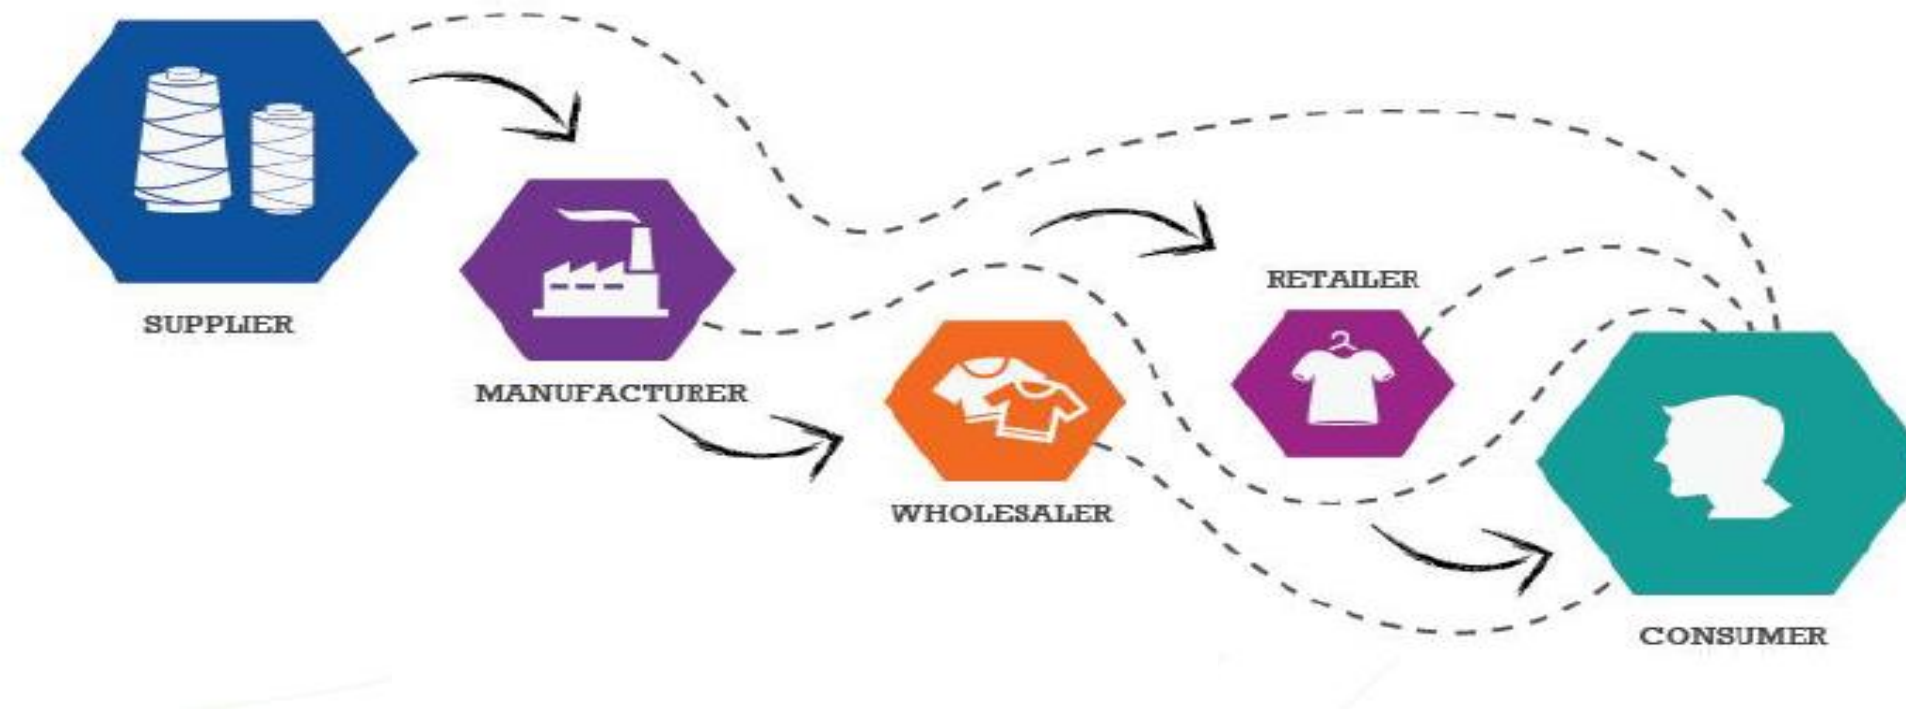 SUPPLIER
MANUFACTURER
WHOLESALER
RETAILER
CONSUMER